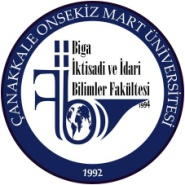 ÇANAKKALE ONSEKİZ MART ÜNİVERSİTESİ
Biga
İktisadi ve İdari
Bilimler Fakültesi
1994
1992